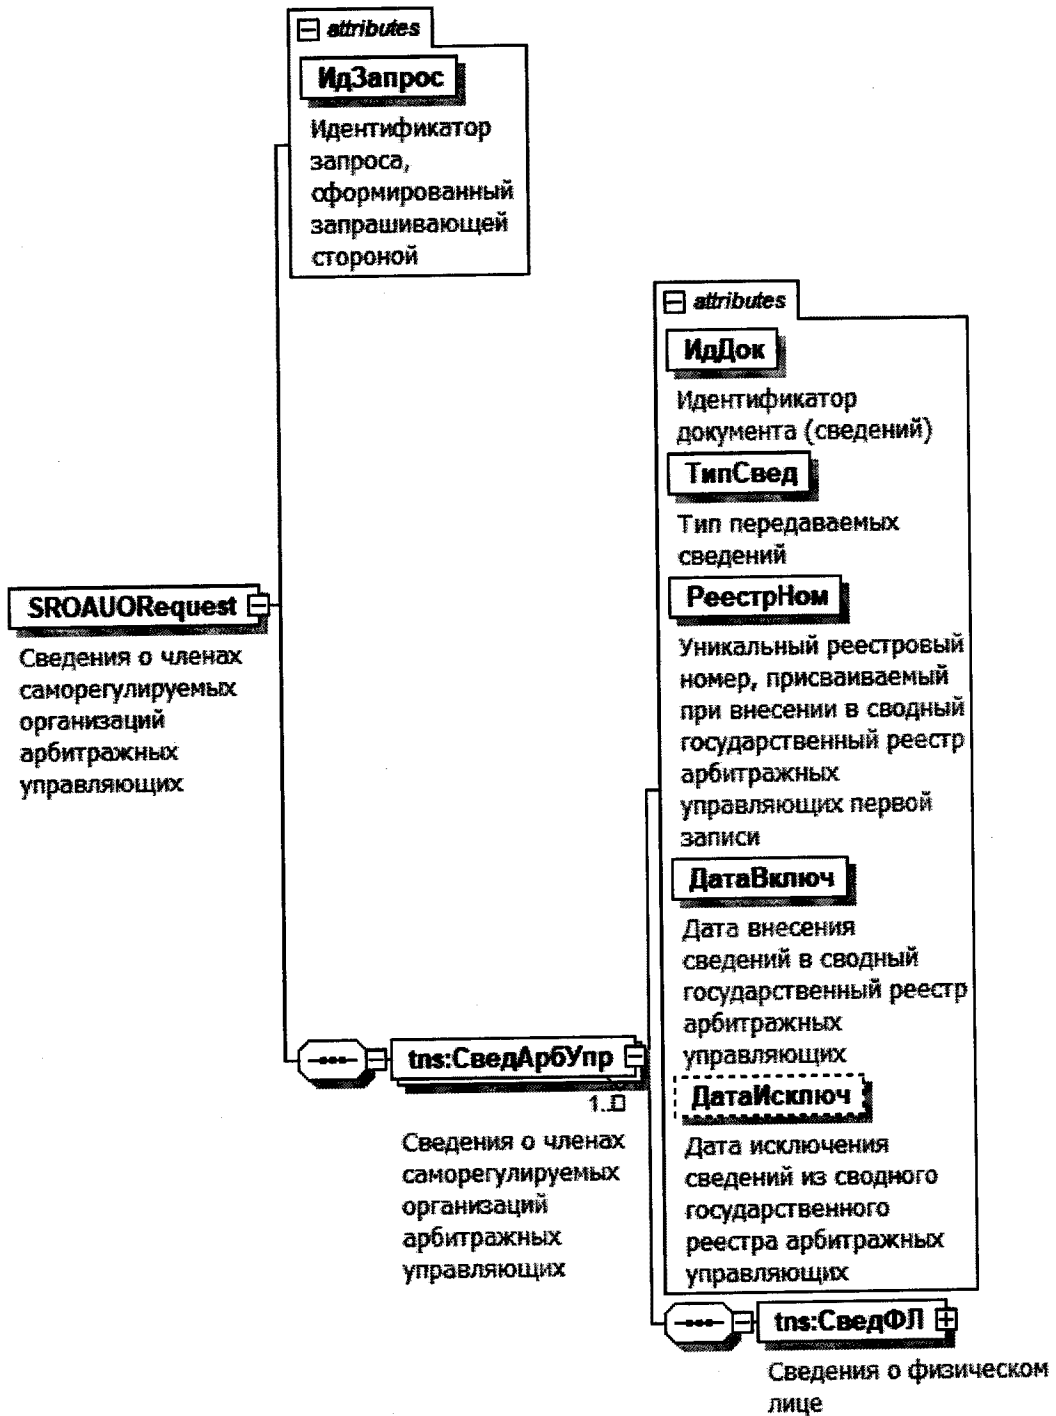 attributes
ИдЗапрос
Идентификатор
запроса,
сформированный
запрашивающей
стороной
attributes
ИдДок
Идентификатор
документа (сведений)
ТипСвед
Тип передаваемых
сведений
РеестрНом
Уникальный реестровый
номер, присваиваемый
при внесении в сводный
государственный реестр
арбитражных
управляющих первой
записи
ДатаВключ
Дата внесения
сведений в сводный
государственный реестр
арбитражных
управляющих
ДатаИсключ
Дата исключения
сведений из сводного
государственного
реестра арбитражных
управляющих
SROAUORequest
Сведения о членах
саморегулируемых
организаций
арбитражных
управляющих
tns:СведАрбУпр
1..
Сведения о членах
саморегулируемых
организаций
арбитражных
управляющих
tns:СведФЛ
Сведения о физическом
лице